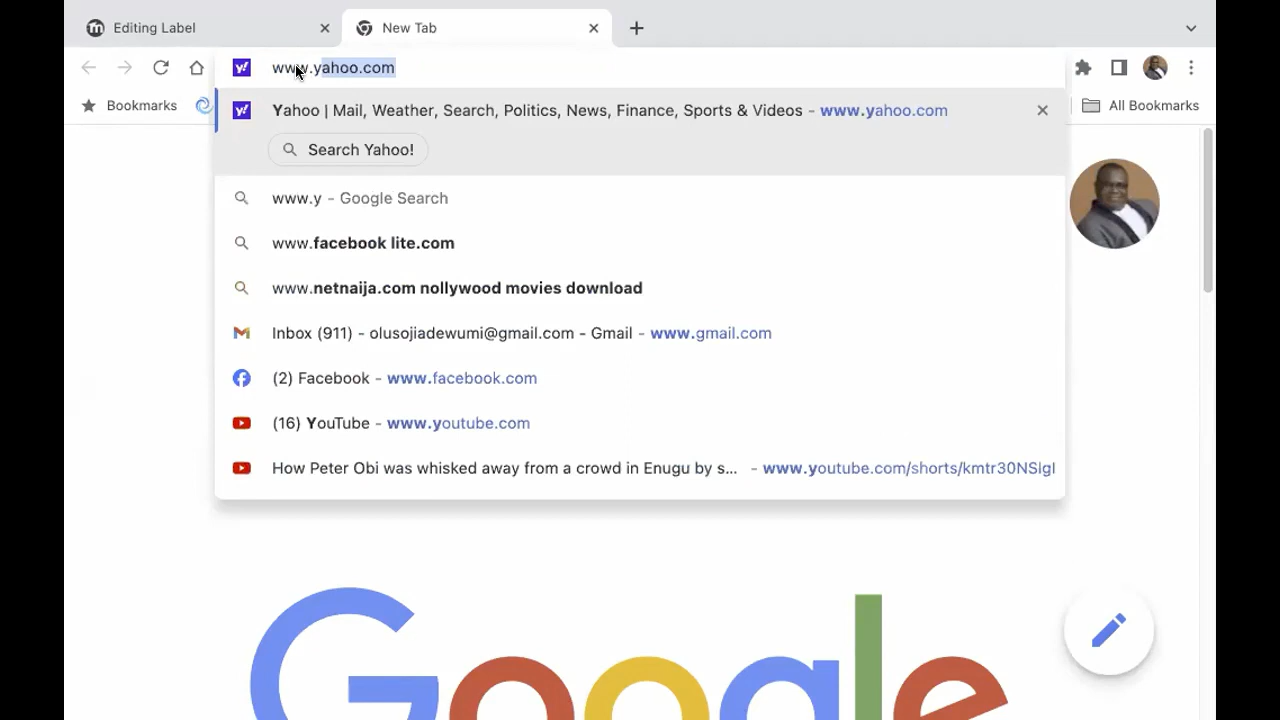 Editing Label
New Tab
www.yahoo.com
Bookmarks
All Bookmarks
Yahoo | Mail, Weather, Search, Politics, News, Finance, Sports & Videos - www.yahoo.com
Search Yahoo!
www.y - Google Search
www.facebook lite.com
www.netnaija.com nollywood movies download
Inbox (911) - olusojiadewumi@gmail.com - Gmail - www.gmail.com
(2) Facebook - www.facebook.com
(16) YouTube - www.youtube.com
How Peter Obi was whisked away from a crowd in Enugu by s... - www.youtube.com/shorts/kmtr30NSigI
Google